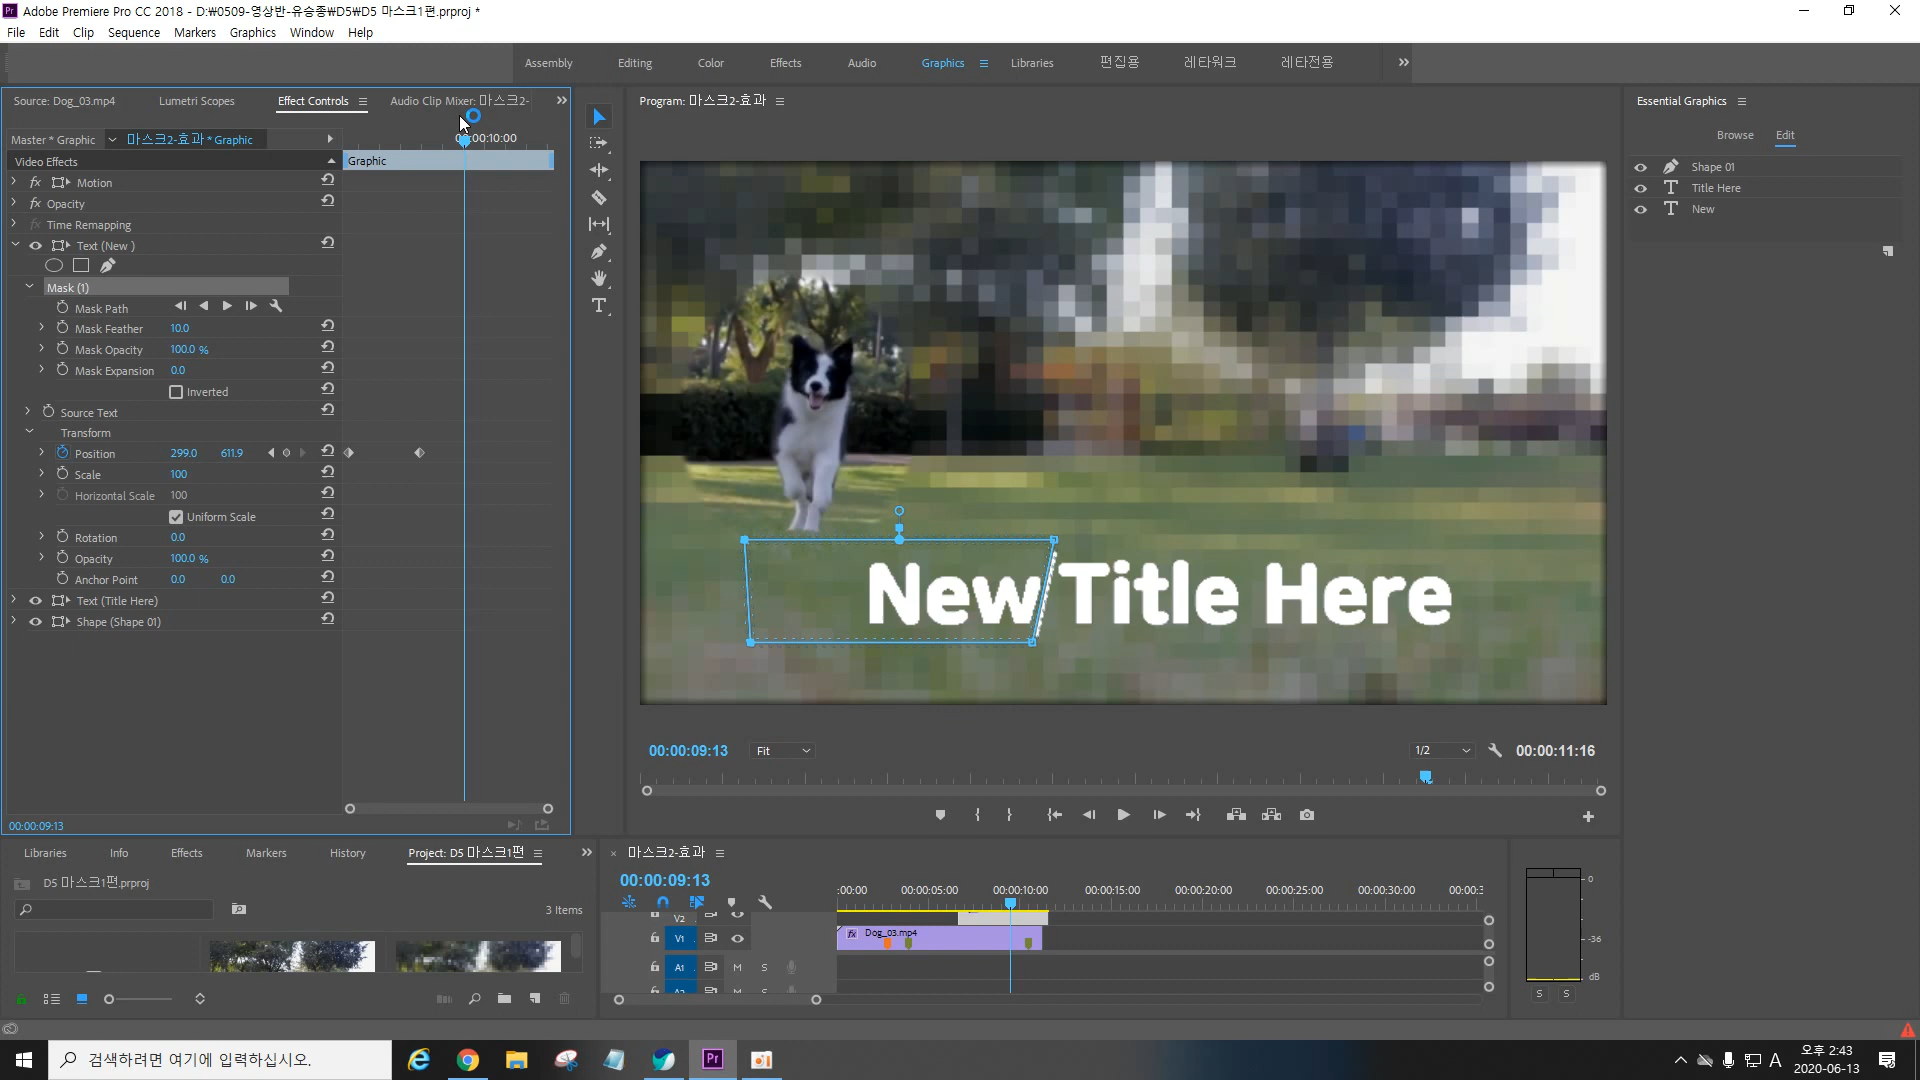 Adobe Premiere Pro CC 2018 - D:₩0509-영상반-유승종₩D5₩D5 마스크1편.prproj *
File Edit Clip Sequence Markers Graphics Window Help
Assembly Editing Color Effects Audio Graphics Libraries 편집용 레타워크 레타전용
Source: Dog_03.mp4 Lumetri Scopes Effect Controls Audio Clip Mixer: 마스크2-
Program: 마스크2-효과
Essential Graphics
Browse Edit
Master * Graphic 마스크2-효과 * Graphic
00:00:10:00
Video Effects
Graphic
fx Motion
fx Opacity
fx Time Remapping
Text (New )
Mask (1)
Mask Path
Mask Feather 10.0
Mask Opacity 100.0 %
Mask Expansion 0.0
Inverted
Source Text
Transform
Position 299.0 611.9
Scale 100
Horizontal Scale 100
Uniform Scale
Rotation 0.0
Opacity 100.0 %
Anchor Point 0.0 0.0
Text (Title Here)
Shape (Shape 01)
Shape 01
Title Here
New
New Title Here
00:00:09:13 Fit 1/2 00:00:11:16
00:00:09:13
Libraries Info Effects Markers History Project: D5 마스크1편
D5 마스크1편.prproj
3 Items
마스크2-효과
00:00:09:13
:00:00 00:00:05:00 00:00:10:00 00:00:15:00 00:00:20:00 00:00:25:00 00:00:30:00 00:00:3
V2
V1 fx Dog_03.mp4
A1 M S
A2 M S
0
-36
dB
S S
검색하려면 여기에 입력하십시오.
Pr
A
오후 2:43
2020-06-13